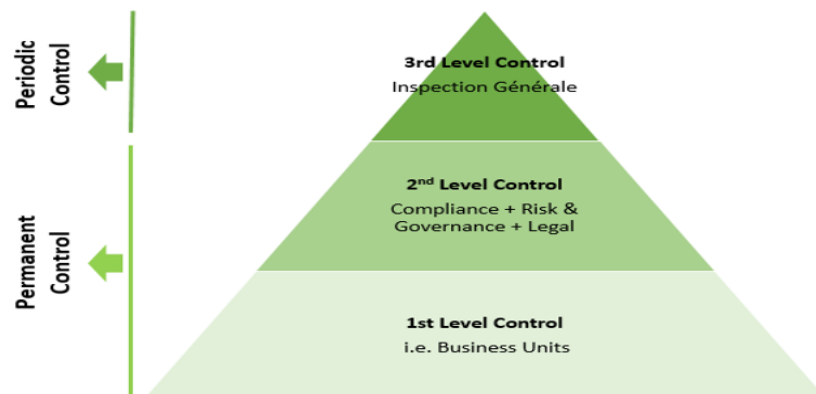 Periodic
Control
3rd Level Control
Inspection Générale
Permanent
Control
2nd Level Control
Compliance + Risk &
Governance + Legal
1st Level Control
i.e. Business Units